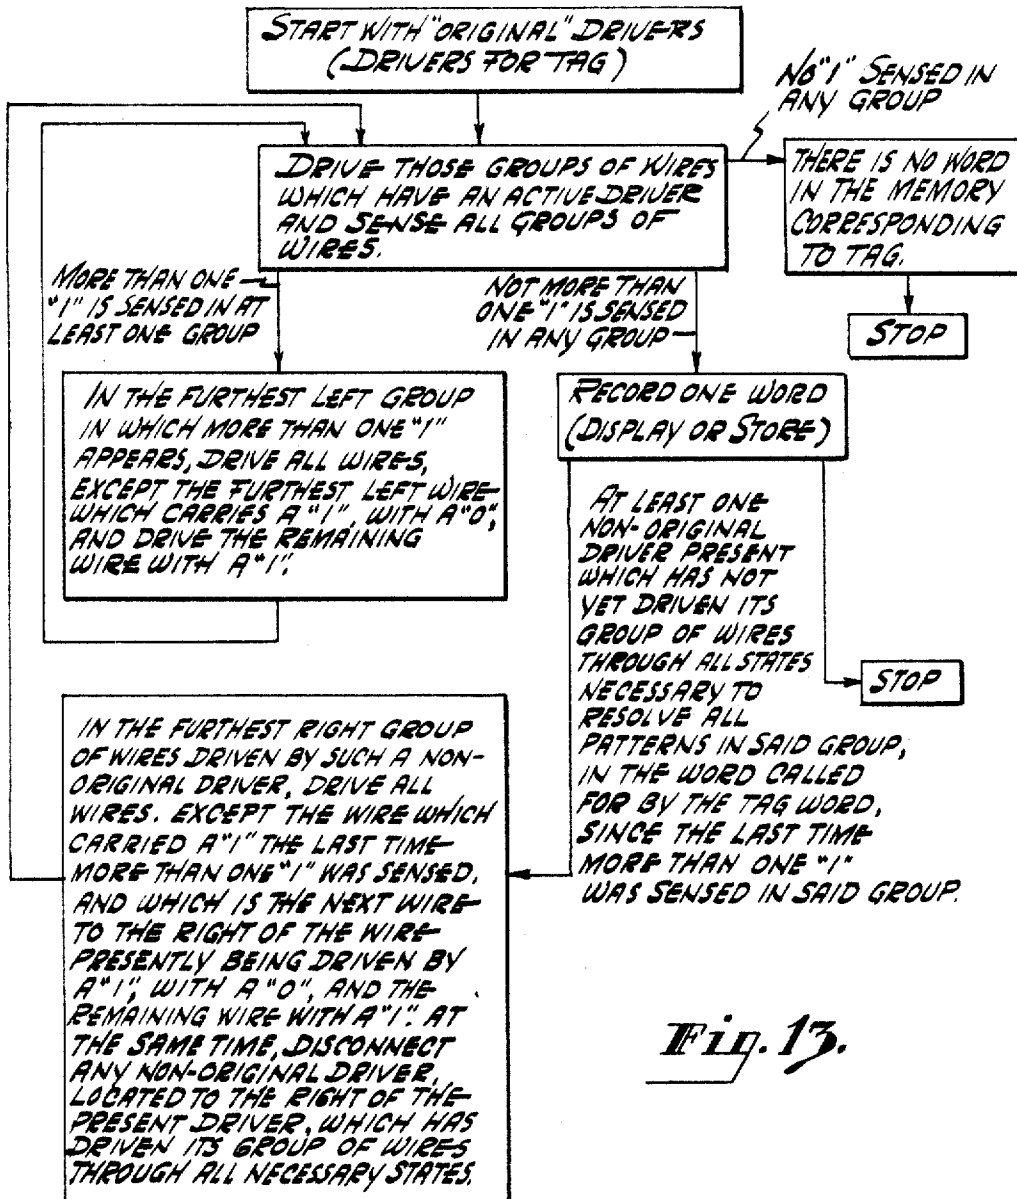 START WITH "ORIGINAL" DRIVERS
(DRIVERS FOR TAG)
NO "1" SENSED IN
ANY GROUP
DRIVE THOSE GROUPS OF WIRES
WHICH HAVE AN ACTIVE DRIVER
AND SENSE ALL GROUPS OF
WIRES.
THERE IS NO WORD
IN THE MEMORY
CORRESPONDING
TO TAG.
STOP
MORE THAN ONE
"1" IS SENSED IN AT
LEAST ONE GROUP
NOT MORE THAN
ONE "1" IS SENSED
IN ANY GROUP
IN THE FURTHEST LEFT GROUP
IN WHICH MORE THAN ONE "1"
APPEARS, DRIVE ALL WIRES,
EXCEPT THE FURTHEST LEFT WIRE
WHICH CARRIES A "1", WITH A "0",
AND DRIVE THE REMAINING
WIRE WITH A "1".
RECORD ONE WORD
(DISPLAY OR STORE)
AT LEAST ONE
NON-ORIGINAL
DRIVER PRESENT
WHICH HAS NOT
YET DRIVEN ITS
GROUP OF WIRES
THROUGH ALL STATES
NECESSARY TO
RESOLVE ALL
PATTERNS IN SAID GROUP,
IN THE WORD CALLED
FOR BY THE TAG WORD,
SINCE THE LAST TIME
MORE THAN ONE "1"
WAS SENSED IN SAID GROUP.
STOP
IN THE FURTHEST RIGHT GROUP
OF WIRES DRIVEN BY SUCH A NON-
ORIGINAL DRIVER, DRIVE ALL
WIRES. EXCEPT THE WIRE WHICH
CARRIED A "1" THE LAST TIME
MORE THAN ONE "1" WAS SENSED,
AND WHICH IS THE NEXT WIRE
TO THE RIGHT OF THE WIRE
PRESENTLY BEING DRIVEN BY
A "1", WITH A "0", AND THE
REMAINING WIRE WITH A "1". AT
THE SAME TIME, DISCONNECT
ANY NON-ORIGINAL DRIVER,
LOCATED TO THE RIGHT OF THE
PRESENT DRIVER, WHICH HAS
DRIVEN ITS GROUP OF WIRES
THROUGH ALL NECESSARY STATES.
Fig. 13.